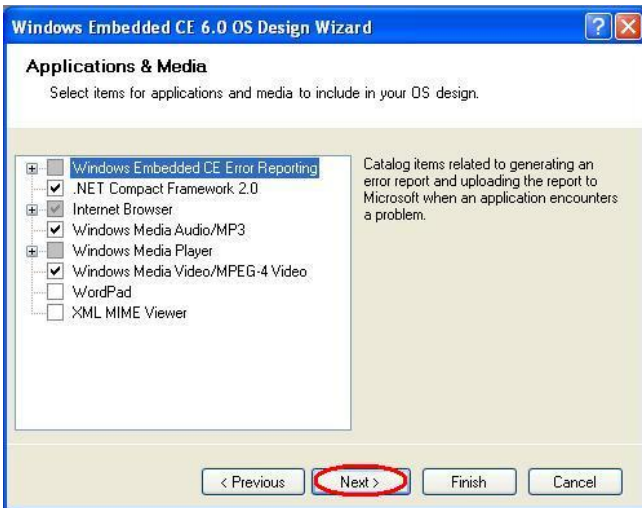 Windows Embedded CE 6.0 OS Design Wizard
Applications & Media
Select items for applications and media to include in your OS design.
Windows Embedded CE Error Reporting
.NET Compact Framework 2.0
Internet Browser
Windows Media Audio/MP3
Windows Media Player
Windows Media Video/MPEG-4 Video
WordPad
XML MIME Viewer
Catalog items related to generating an
error report and uploading the report to
Microsoft when an application encounters
a problem.
< Previous
Next >
Finish
Cancel